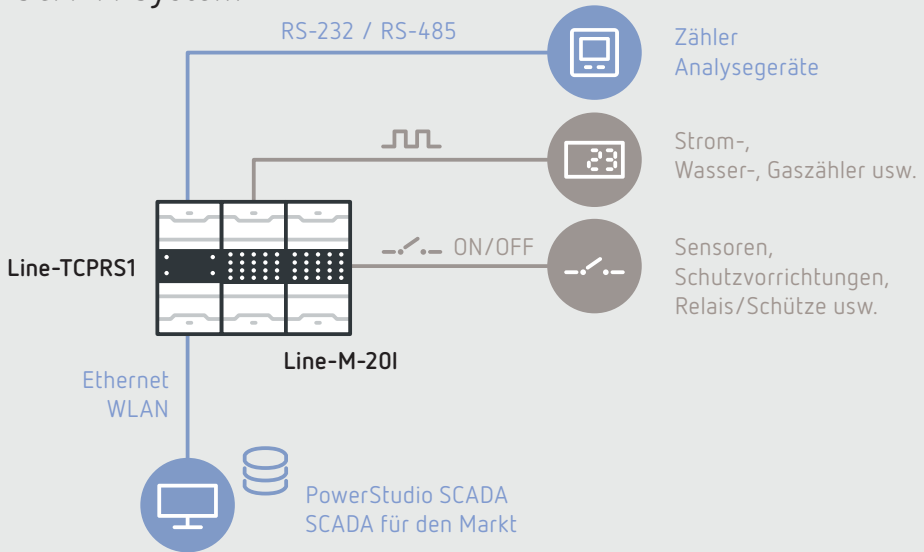 RS-232 / RS-485
Zähler
Analysegeräte
Strom-,
Wasser-, Gaszähler usw.
23
ON/OFF
Sensoren,
Schutzvorrichtungen,
Relais/Schütze usw.
Line-TCPRS1
Line-M-20I
Ethernet
WLAN
PowerStudio SCADA
SCADA für den Markt